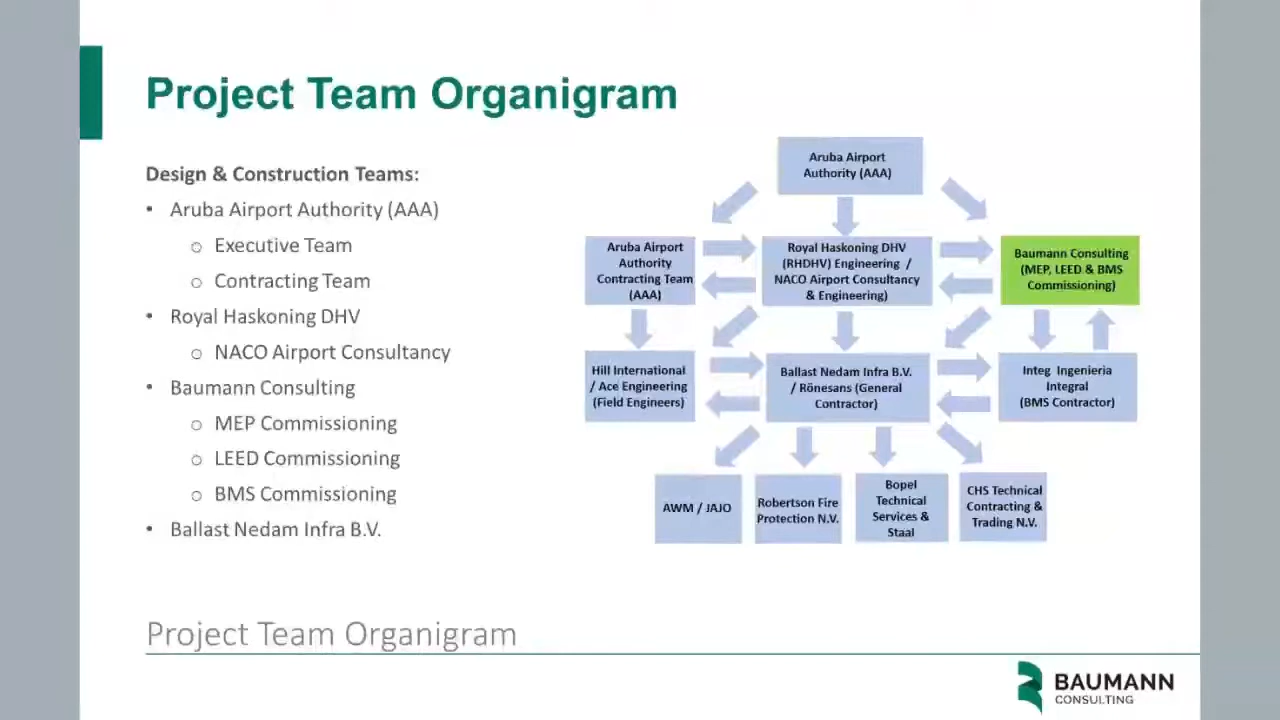 Project Team Organigram
Design & Construction Teams:
• Aruba Airport Authority (AAA)
o Executive Team
o Contracting Team
• Royal Haskoning DHV
o NACO Airport Consultancy
• Baumann Consulting
o MEP Commissioning
o LEED Commissioning
o BMS Commissioning
• Ballast Nedam Infra B.V.
Aruba Airport
Authority (AAA)
Aruba Airport
Authority
Contracting Team
(AAA)
Royal Haskoning DHV
(RHDHV) Engineering /
NACO Airport Consultancy
& Engineering)
Baumann Consulting
(MEP, LEED & BMS
Commissioning)
Hill International
/ Ace Engineering
(Field Engineers)
Ballast Nedam Infra B.V.
/ Rönesans (General
Contractor)
Integ Ingenieria
Integral
(BMS Contractor)
AWM / JAJO
Robertson Fire
Protection N.V.
Bopel
Technical
Services &
Staal
CHS Technical
Contracting &
Trading N.V.
Project Team Organigram
BAUMANN
CONSULTING